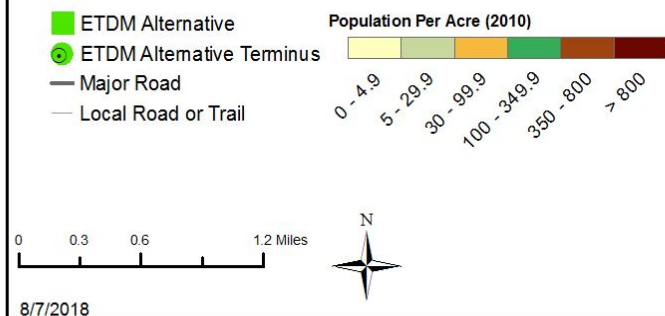 ETDM Alternative
ETDM Alternative Terminus
Major Road
Local Road or Trail
Population Per Acre (2010)
0 - 4.9
5 - 29.9
30 - 99.9
100 - 349.9
350 - 800
> 800
0 0.3 0.6 1.2 Miles
N
8/7/2018